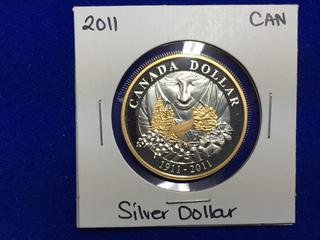 2011 CAN
CANADA DOLLAR
1911-2011
Silver Dollar